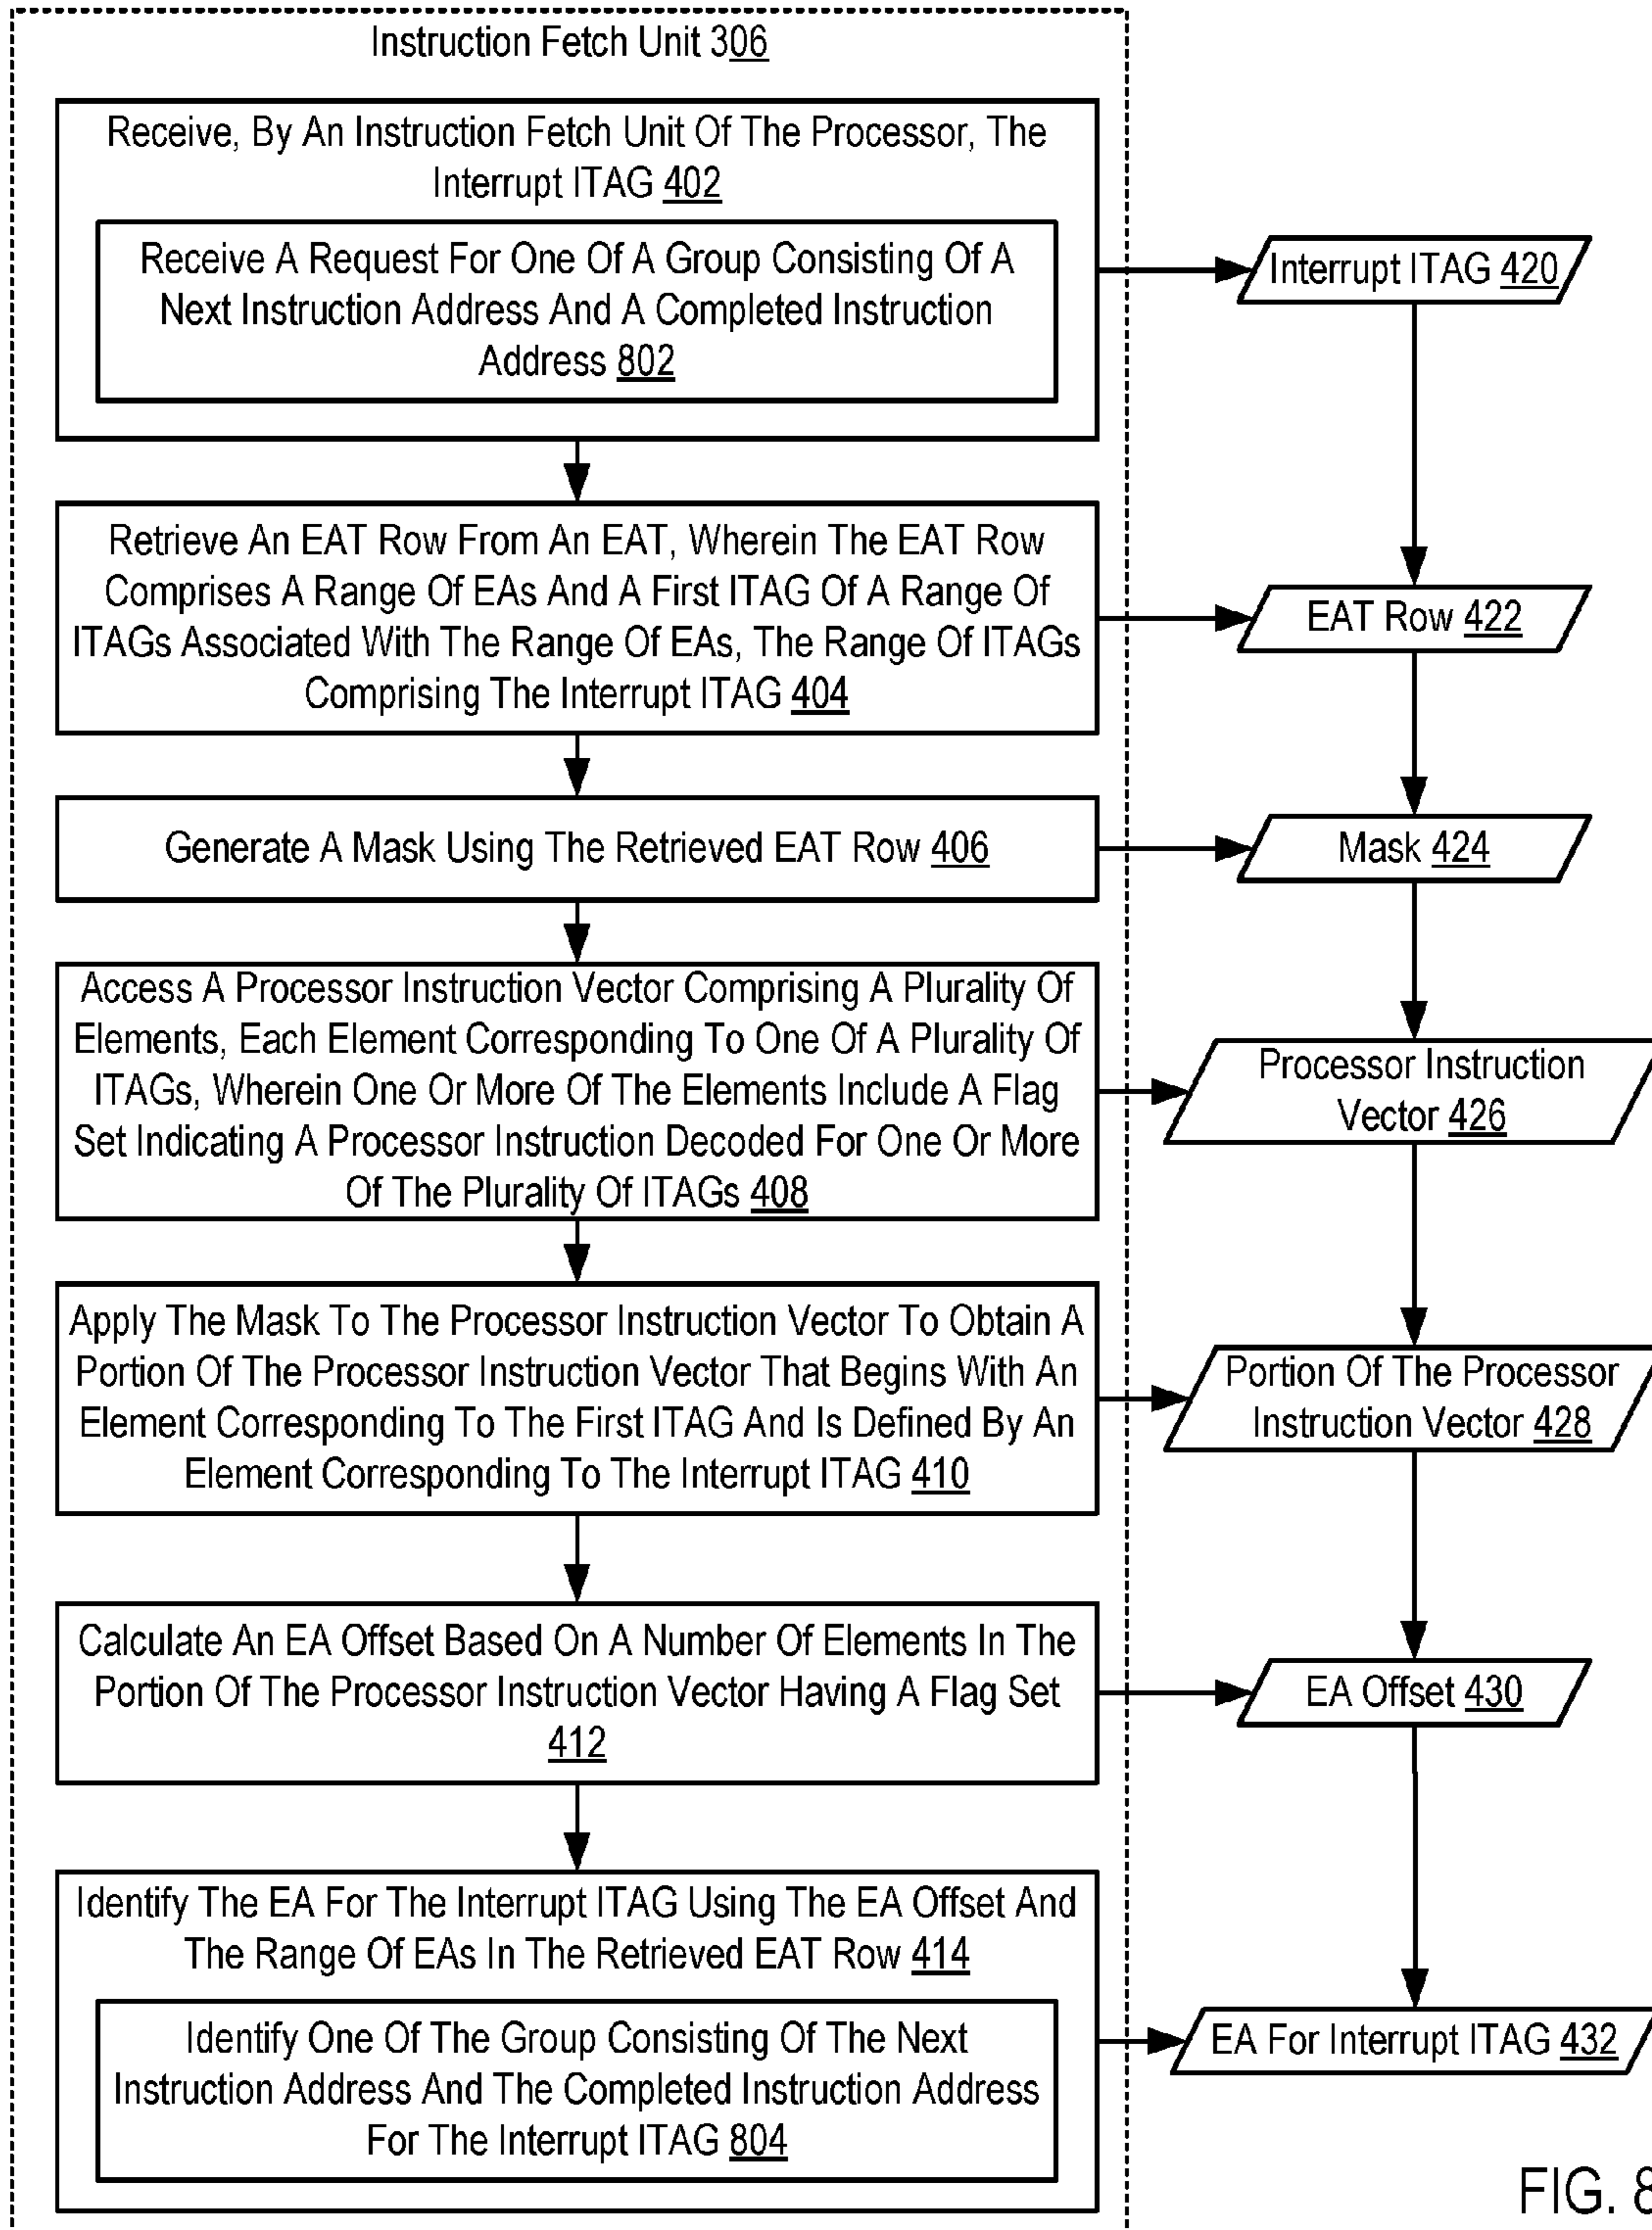 Instruction Fetch Unit 306
Receive, By An Instruction Fetch Unit Of The Processor, The
Interrupt ITAG 402
Receive A Request For One Of A Group Consisting Of A
Next Instruction Address And A Completed Instruction
Address 802
Interrupt ITAG 420
Retrieve An EAT Row From An EAT, Wherein The EAT Row
Comprises A Range Of EAs And A First ITAG Of A Range Of
ITAGs Associated With The Range Of EAs, The Range Of ITAGs
Comprising The Interrupt ITAG 404
EAT Row 422
Generate A Mask Using The Retrieved EAT Row 406
Mask 424
Access A Processor Instruction Vector Comprising A Plurality Of
Elements, Each Element Corresponding To One Of A Plurality Of
ITAGs, Wherein One Or More Of The Elements Include A Flag
Set Indicating A Processor Instruction Decoded For One Or More
Of The Plurality Of ITAGs 408
Processor Instruction
Vector 426
Apply The Mask To The Processor Instruction Vector To Obtain A
Portion Of The Processor Instruction Vector That Begins With An
Element Corresponding To The First ITAG And Is Defined By An
Element Corresponding To The Interrupt ITAG 410
Portion Of The Processor
Instruction Vector 428
Calculate An EA Offset Based On A Number Of Elements In The
Portion Of The Processor Instruction Vector Having A Flag Set
412
EA Offset 430
Identify The EA For The Interrupt ITAG Using The EA Offset And
The Range Of EAs In The Retrieved EAT Row 414
Identify One Of The Group Consisting Of The Next
Instruction Address And The Completed Instruction Address
For The Interrupt ITAG 804
EA For Interrupt ITAG 432
FIG. 8